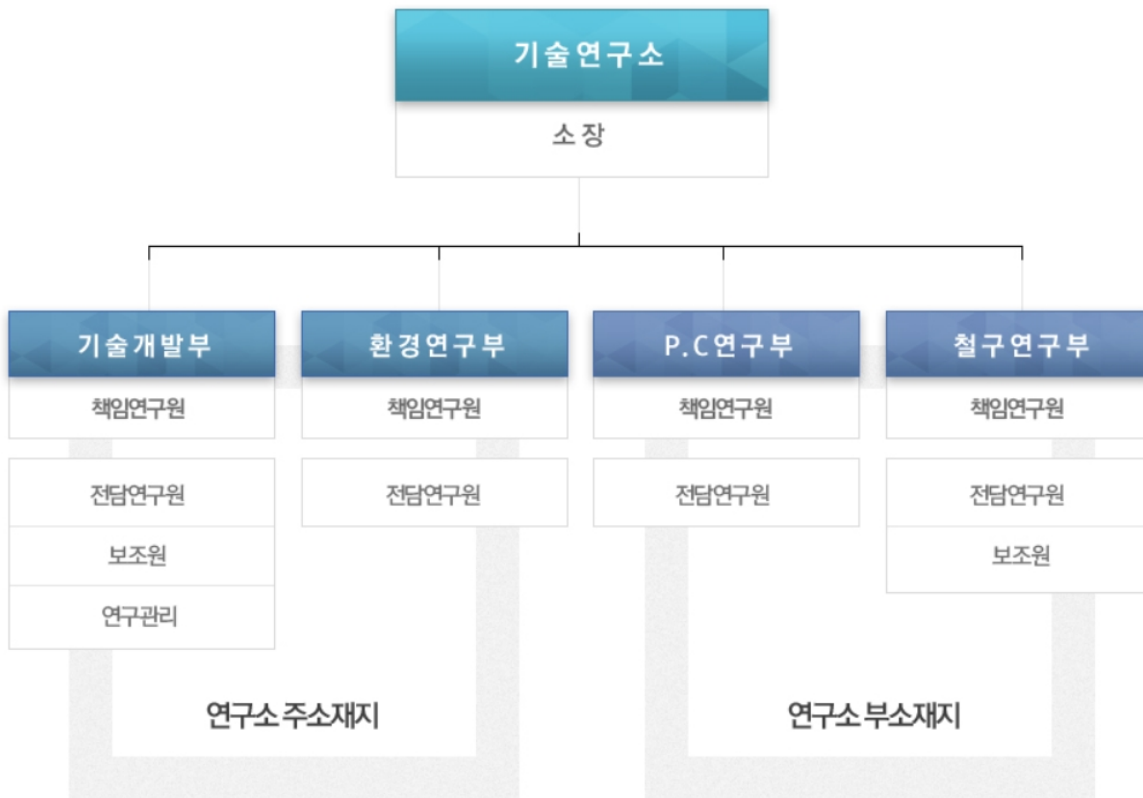 기술연구소
소장
기술개발부
환경연구부
P.C연구부
철구연구부
책임연구원
책임연구원
책임연구원
책임연구원
전담연구원
전담연구원
전담연구원
전담연구원
보조원
보조원
연구관리
연구소 주소재지
연구소 부소재지